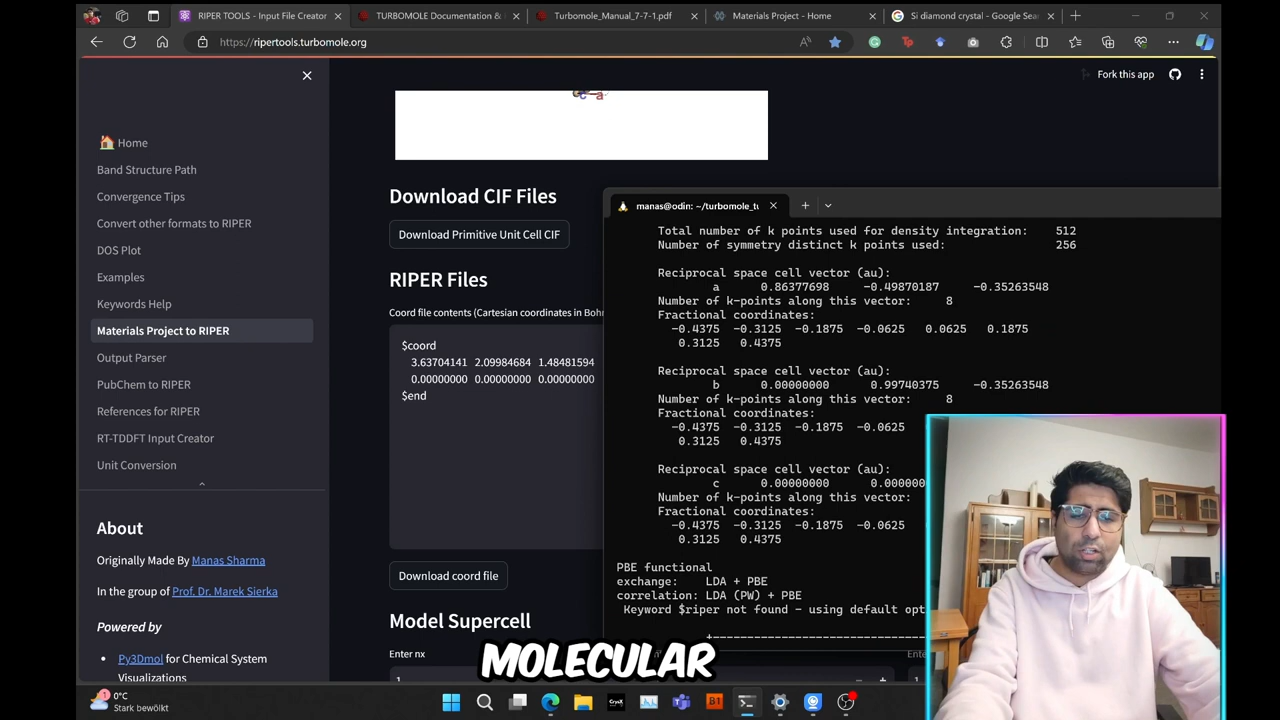 RIPER TOOLS - Input File Creator
TURBOMOLE Documentation &
Turbomole_Manual_7-7-1.pdf
Materials Project - Home
Si diamond crystal - Google Sea
https://ripertools.turbomole.org
Fork this app
Home
Band Structure Path
Convergence Tips
Convert other formats to RIPER
DOS Plot
Examples
Keywords Help
Materials Project to RIPER
Output Parser
PubChem to RIPER
References for RIPER
RT-TDDFT Input Creator
Unit Conversion
About
Originally Made By Manas Sharma
In the group of Prof. Dr. Marek Sierka
Powered by
• Py3Dmol for Chemical System
Visualizations
c a
Download CIF Files
Download Primitive Unit Cell CIF
RIPER Files
Coord file contents (Cartesian coordinates in Bohr
$coord
3.63704141 2.09984684 1.48481594
0.00000000 0.00000000 0.00000000
$end
Download coord file
Model Supercell
Enter nx
1
manas@odin: ~/turbomole_tu
Total number of k points used for density integration: 512
Number of symmetry distinct k points used: 256
Reciprocal space cell vector (au):
a 0.86377698 -0.49870187 -0.35263548
Number of k-points along this vector: 8
Fractional coordinates:
-0.4375 -0.3125 -0.1875 -0.0625 0.0625 0.1875
0.3125 0.4375
Reciprocal space cell vector (au):
b 0.00000000 0.99740375 -0.35263548
Number of k-points along this vector: 8
Fractional coordinates:
-0.4375 -0.3125 -0.1875 -0.0625
0.3125 0.4375
Reciprocal space cell vector (au):
c 0.00000000 0.000000
Number of k-points along this vector:
Fractional coordinates:
-0.4375 -0.3125 -0.1875 -0.0625
0.3125 0.4375
PBE functional
exchange: LDA + PBE
correlation: LDA (PW) + PBE
Keyword $riper not found - using default opt
+-----------------------
MOLECULAR
0°C
Stark bewölkt